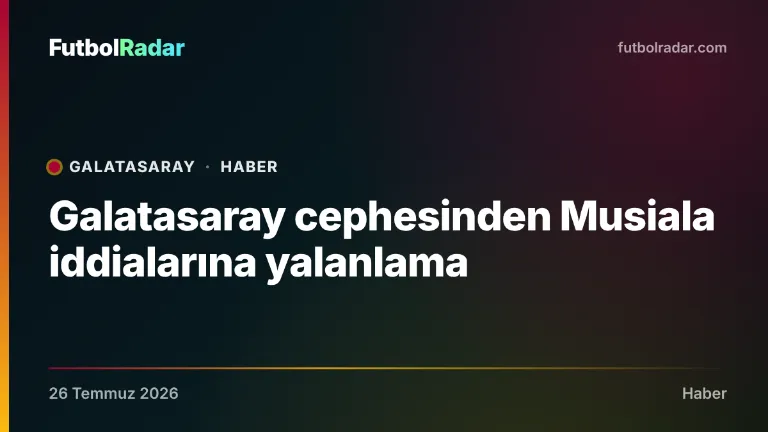 FutbolRadar
futbolradar.com
GALATASARAY · HABER
Galatasaray cephesinden Musiala
iddialarına yalanlama
26 Temmuz 2026
Haber